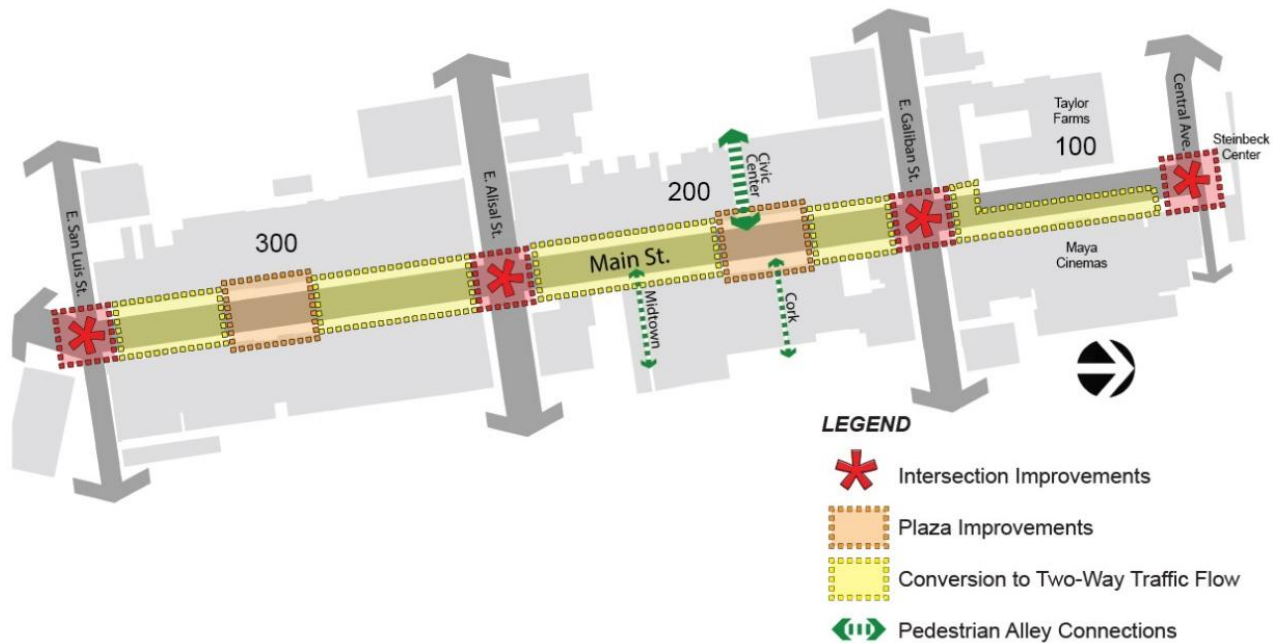 E. San Luis St.
300
E. Alisal St.
Main St.
200
Midtown
Civic
Center
Cork
E. Galiban St.
Taylor
Farms
100
Maya
Cinemas
Central Ave.
Steinbeck
Center
LEGEND
Intersection Improvements
Plaza Improvements
Conversion to Two-Way Traffic Flow
Pedestrian Alley Connections